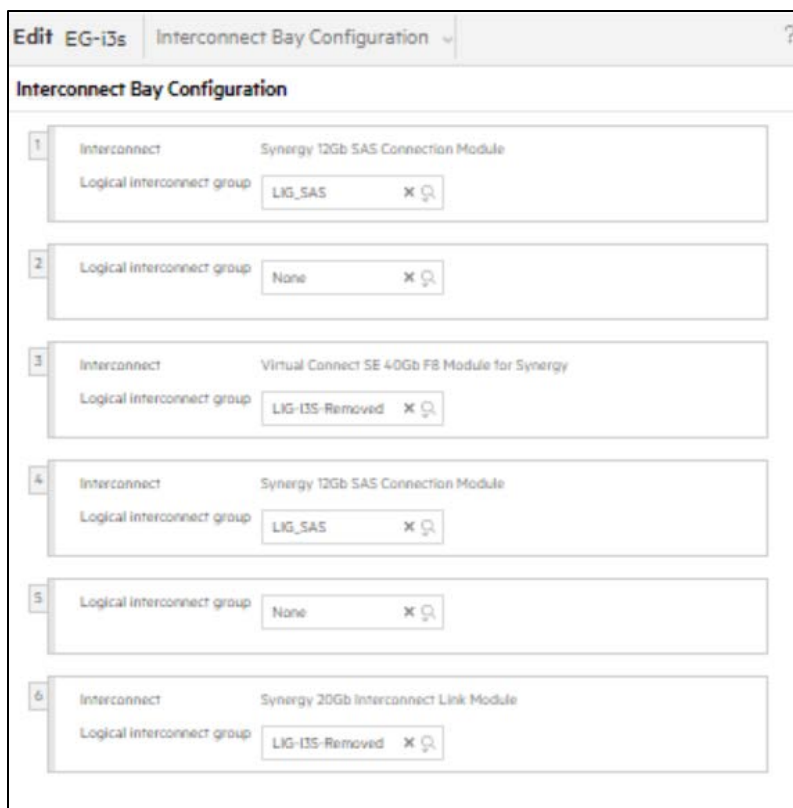 Edit EG-i3s Interconnect Bay Configuration ?
Interconnect Bay Configuration
1 Interconnect Synergy 12Gb SAS Connection Module
Logical interconnect group LIG_SAS ×
2 Logical interconnect group None ×
3 Interconnect Virtual Connect SE 40Gb F8 Module for Synergy
Logical interconnect group LIG-I3S-Removed ×
4 Interconnect Synergy 12Gb SAS Connection Module
Logical interconnect group LIG_SAS ×
5 Logical interconnect group None ×
6 Interconnect Synergy 20Gb Interconnect Link Module
Logical interconnect group LIG-I3S-Removed ×